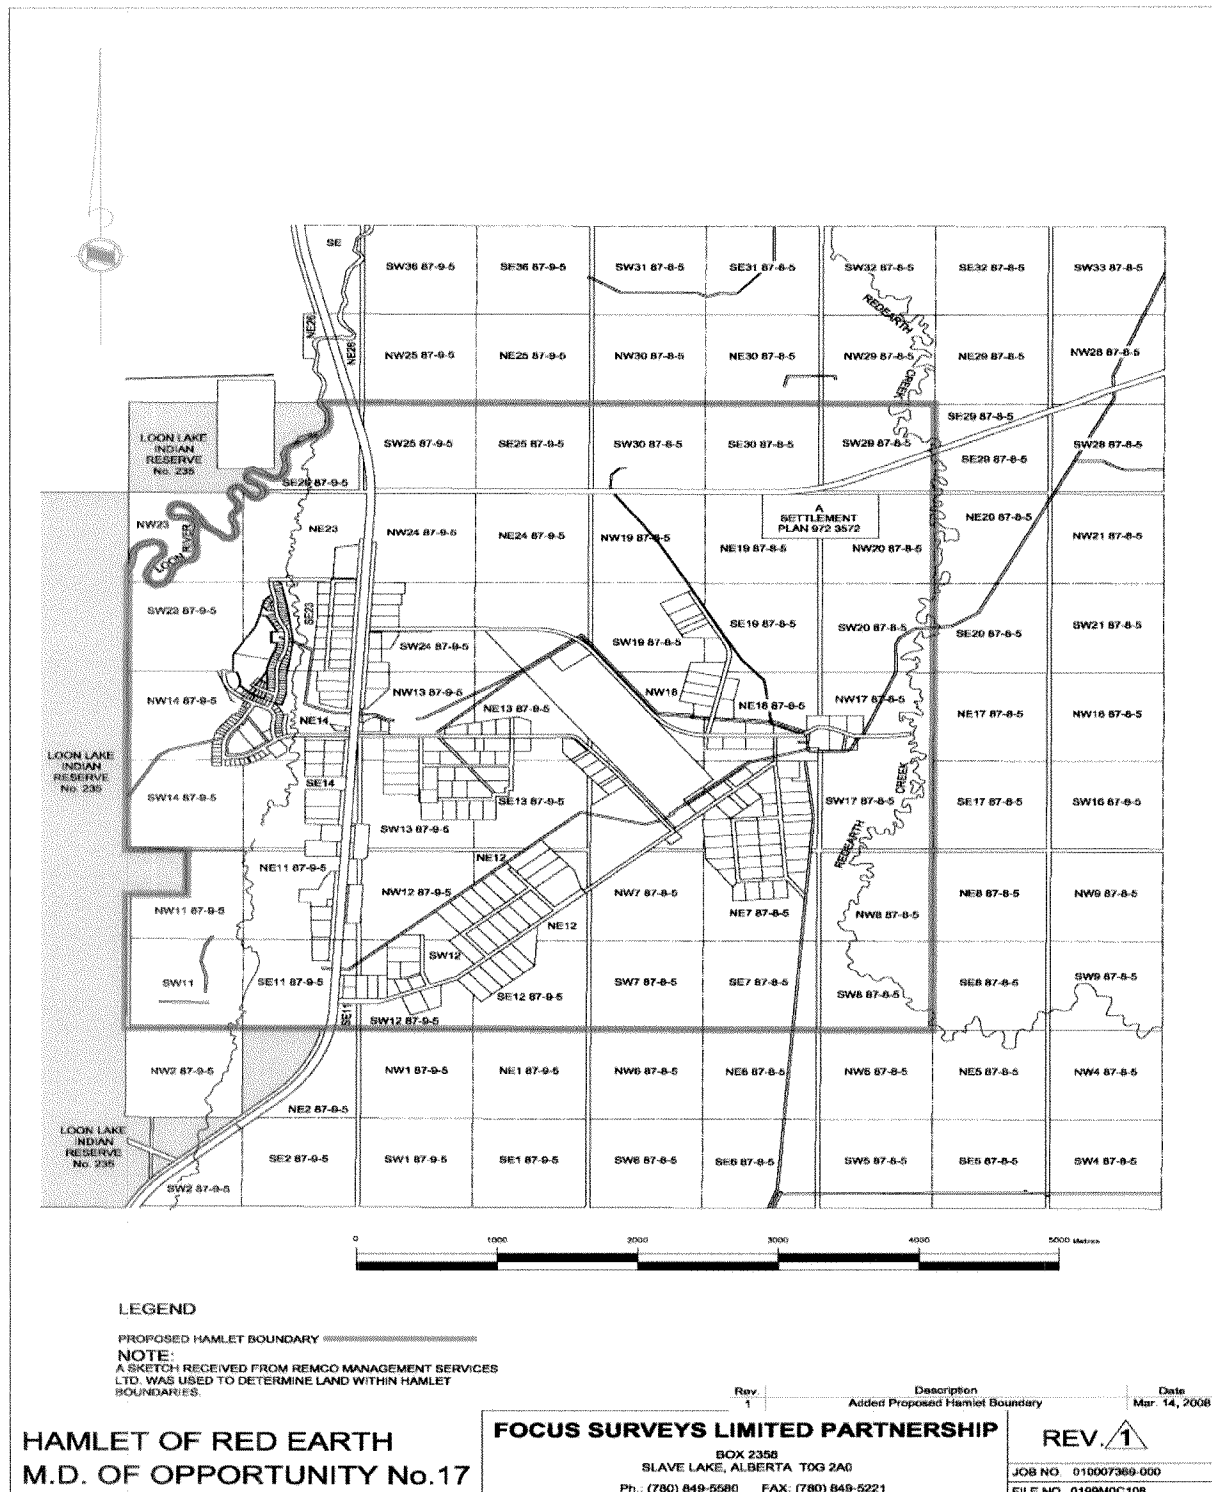 SE
SW36 87-9-5
SE36 87-9-5
SW31 87-8-5
SE31 87-8-5
SW32 87-8-5
SE32 87-8-5
SW33 87-8-5
REDEARTH
NE26
NE26
NW25 87-9-5
NE25 87-9-5
NW30 87-8-5
NE30 87-8-5
NW29 87-8-5
NE29 87-8-5
NW28 87-8-5
CREEK
SE29 87-8-5
LOON LAKE
INDIAN
RESERVE
No. 235
SW25 87-9-5
SE25 87-9-5
SW30 87-8-5
SE30 87-8-5
SW29 87-8-5
SE29 87-8-5
SW28 87-8-5
SE26 87-9-5
A
SETTLEMENT
PLAN 972 3572
NW23
LOON RIVER
NE23
NW24 87-9-5
NE24 87-9-5
NW19 87-8-5
NE19 87-8-5
NW20 87-8-5
NE20 87-8-5
NW21 87-8-5
SW23 87-9-5
SE23
SW24 87-9-5
SW19 87-8-5
SE19 87-8-5
SW20 87-8-5
SE20 87-8-5
SW21 87-8-5
NW14 87-9-5
NE14
NW13 87-9-5
NE13 87-9-5
NW18
NE18 87-8-5
NW17 87-8-5
NE17 87-8-5
NW16 87-8-5
LOON LAKE
INDIAN
RESERVE
No. 235
SW14 87-9-5
SE14
SW13 87-9-5
SE13 87-9-5
SW17 87-8-5
CREEK
SE17 87-8-5
SW16 87-8-5
REDEARTH
NE11 87-9-5
NE12
NW11 87-9-5
NW12 87-9-5
NE12
NW7 87-8-5
NE7 87-8-5
NW8 87-8-5
NE8 87-8-5
NW9 87-8-5
SW11
SE11 87-9-5
SE11
SW12
SW12 87-9-5
SE12 87-9-5
SW7 87-8-5
SE7 87-8-5
SW8 87-8-5
SE8 87-8-5
SW9 87-8-5
NW2 87-9-5
NE2 87-9-5
NW1 87-9-5
NE1 87-9-5
NW6 87-8-5
NE6 87-8-5
NW5 87-8-5
NE5 87-8-5
NW4 87-8-5
LOON LAKE
INDIAN
RESERVE
No. 235
SW2 87-9-5
SE2 87-9-5
SW1 87-9-5
SE1 87-9-5
SW6 87-8-5
SE6 87-8-5
SW5 87-8-5
SE5 87-8-5
SW4 87-8-5
0 1000 2000 3000 4000 5000 Metres
LEGEND
PROPOSED HAMLET BOUNDARY
NOTE:
A SKETCH RECEIVED FROM REMCO MANAGEMENT SERVICES
LTD. WAS USED TO DETERMINE LAND WITHIN HAMLET
BOUNDARIES.
Rev. Description Date
1 Added Proposed Hamlet Boundary Mar. 14, 2008
HAMLET OF RED EARTH
M.D. OF OPPORTUNITY No.17
FOCUS SURVEYS LIMITED PARTNERSHIP
BOX 2358
SLAVE LAKE, ALBERTA T0G 2A0
Ph.: (780) 849-5580 FAX: (780) 849-5221
REV. 1
JOB NO. 010007369-000
FILE NO. 0199M0C108